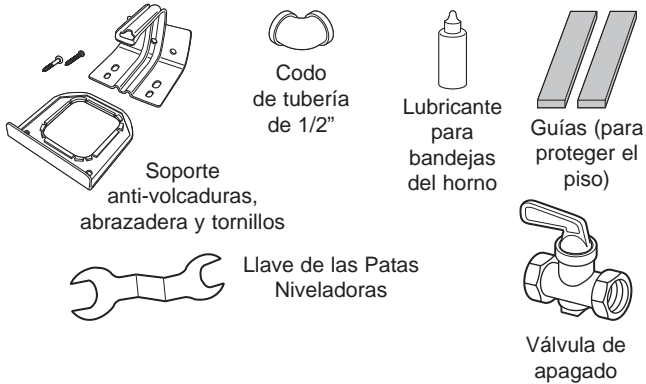 Codo
de tubería
de 1/2”
Lubricante
para
bandejas
del horno
Guías (para
proteger el
piso)
Soporte
anti-volcaduras,
abrazadera y tornillos
Llave de las Patas
Niveladoras
Válvula de
apagado